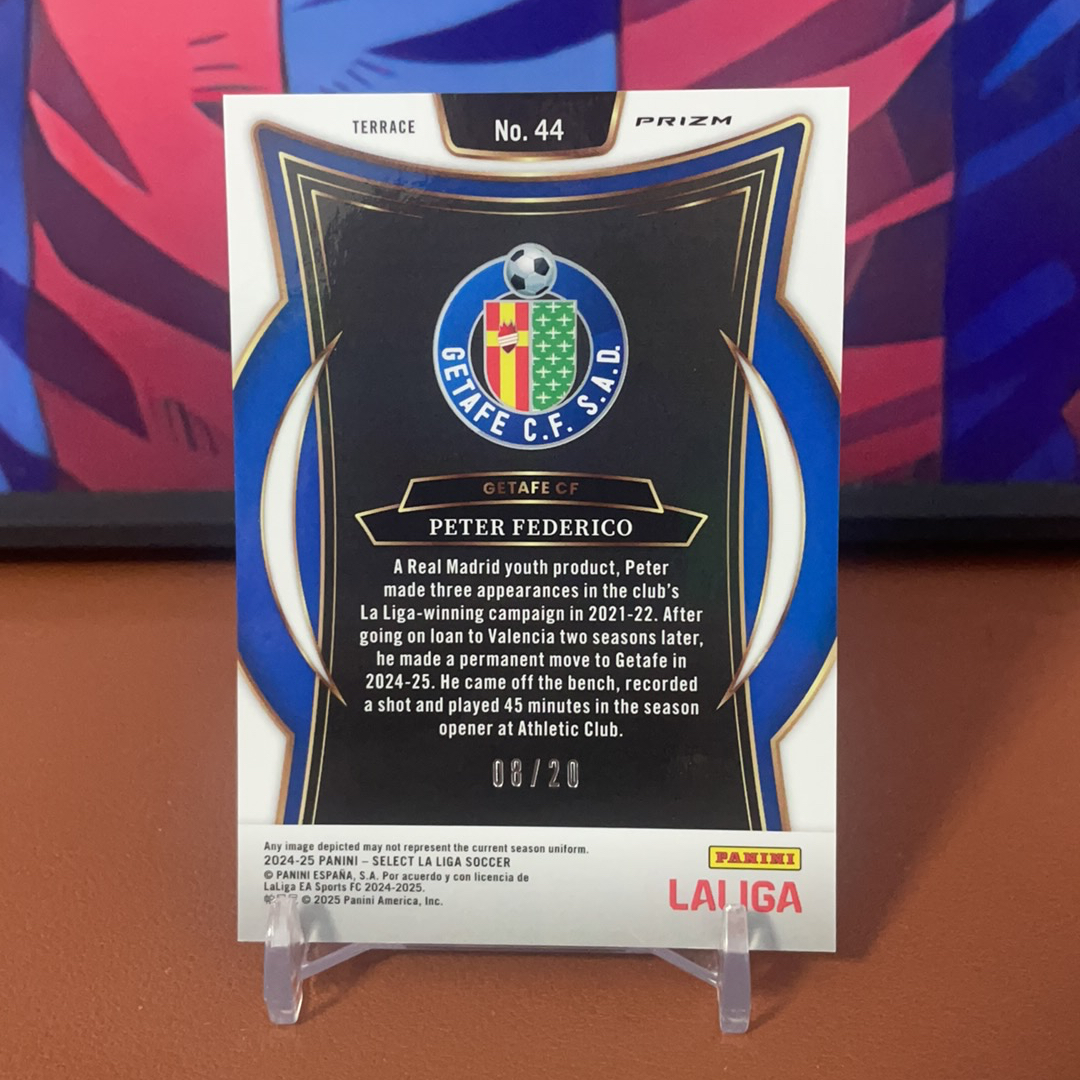 TERRACE
No. 44
PRIZM
GETAFE C.F. S.A.D.
GETAFE CF
PETER FEDERICO
A Real Madrid youth product, Peter
made three appearances in the club's
La Liga-winning campaign in 2021-22. After
going on loan to Valencia two seasons later,
he made a permanent move to Getafe in
2024-25. He came off the bench, recorded
a shot and played 45 minutes in the season
opener at Athletic Club.
08/20
Any image depicted may not represent the current season uniform.
2024-25 PANINI – SELECT LA LIGA SOCCER
© PANINI ESPAÑA, S.A. Por acuerdo y con licencia de
LaLiga EA Sports FC 2024-2025.
© 2025 Panini America, Inc.
PANINI
LALIGA